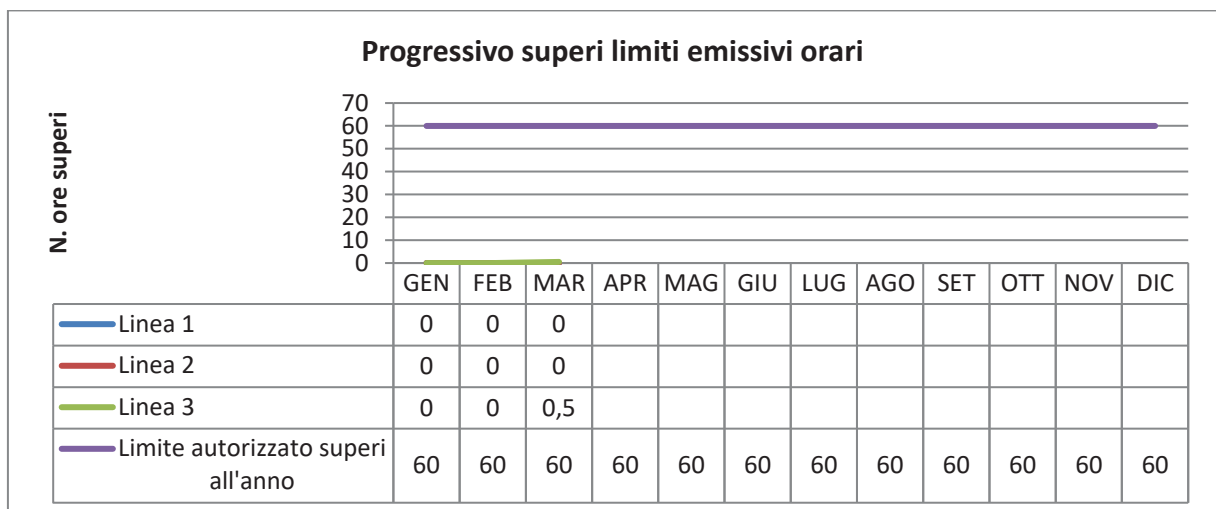 Progressivo superi limiti emissivi orari
N. ore superi
70
60
50
40
30
20
10
0
GEN FEB MAR APR MAG GIU LUG AGO SET OTT NOV DIC
Linea 1 0 0 0
Linea 2 0 0 0
Linea 3 0 0 0,5
Limite autorizzato superi
all'anno 60 60 60 60 60 60 60 60 60 60 60 60